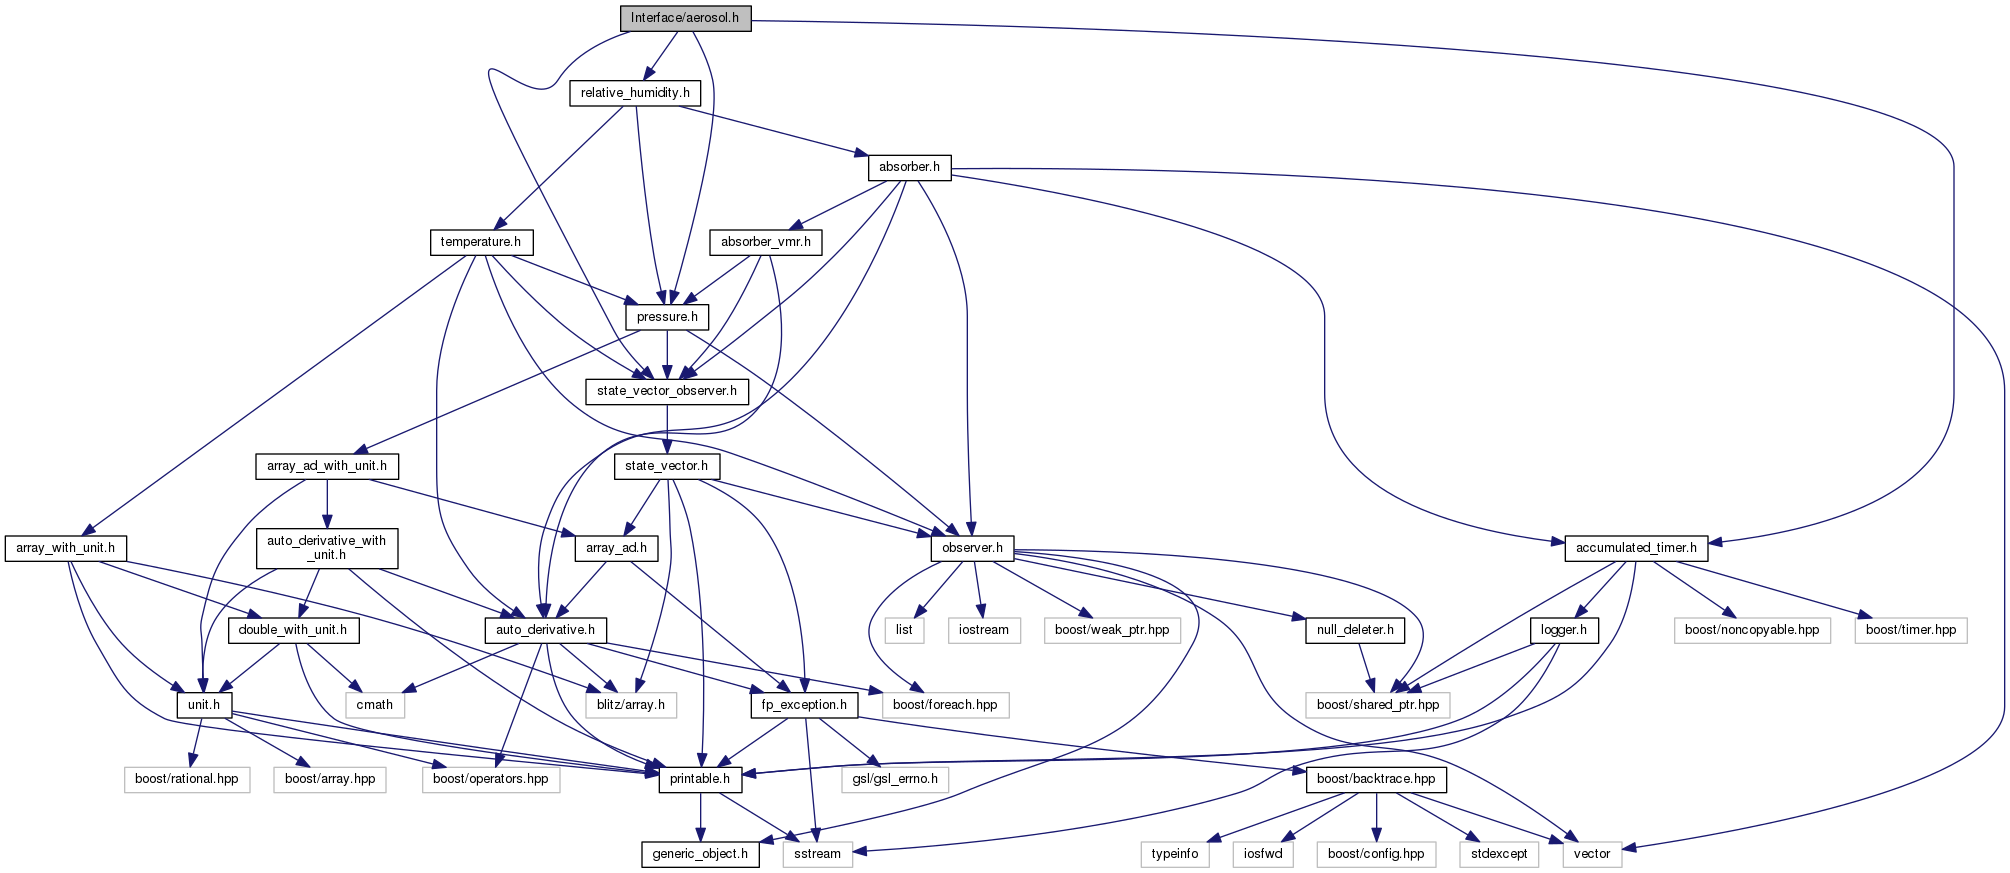 Interface/aerosol.h
relative_humidity.h
absorber.h
temperature.h
absorber_vmr.h
pressure.h
state_vector_observer.h
array_ad_with_unit.h
state_vector.h
array_with_unit.h
auto_derivative_with
_unit.h
array_ad.h
observer.h
accumulated_timer.h
double_with_unit.h
auto_derivative.h
list
iostream
boost/weak_ptr.hpp
null_deleter.h
logger.h
boost/noncopyable.hpp
boost/timer.hpp
unit.h
cmath
blitz/array.h
fp_exception.h
boost/foreach.hpp
boost/shared_ptr.hpp
boost/rational.hpp
boost/array.hpp
boost/operators.hpp
printable.h
gsl/gsl_errno.h
boost/backtrace.hpp
generic_object.h
sstream
typeinfo
iosfwd
boost/config.hpp
stdexcept
vector